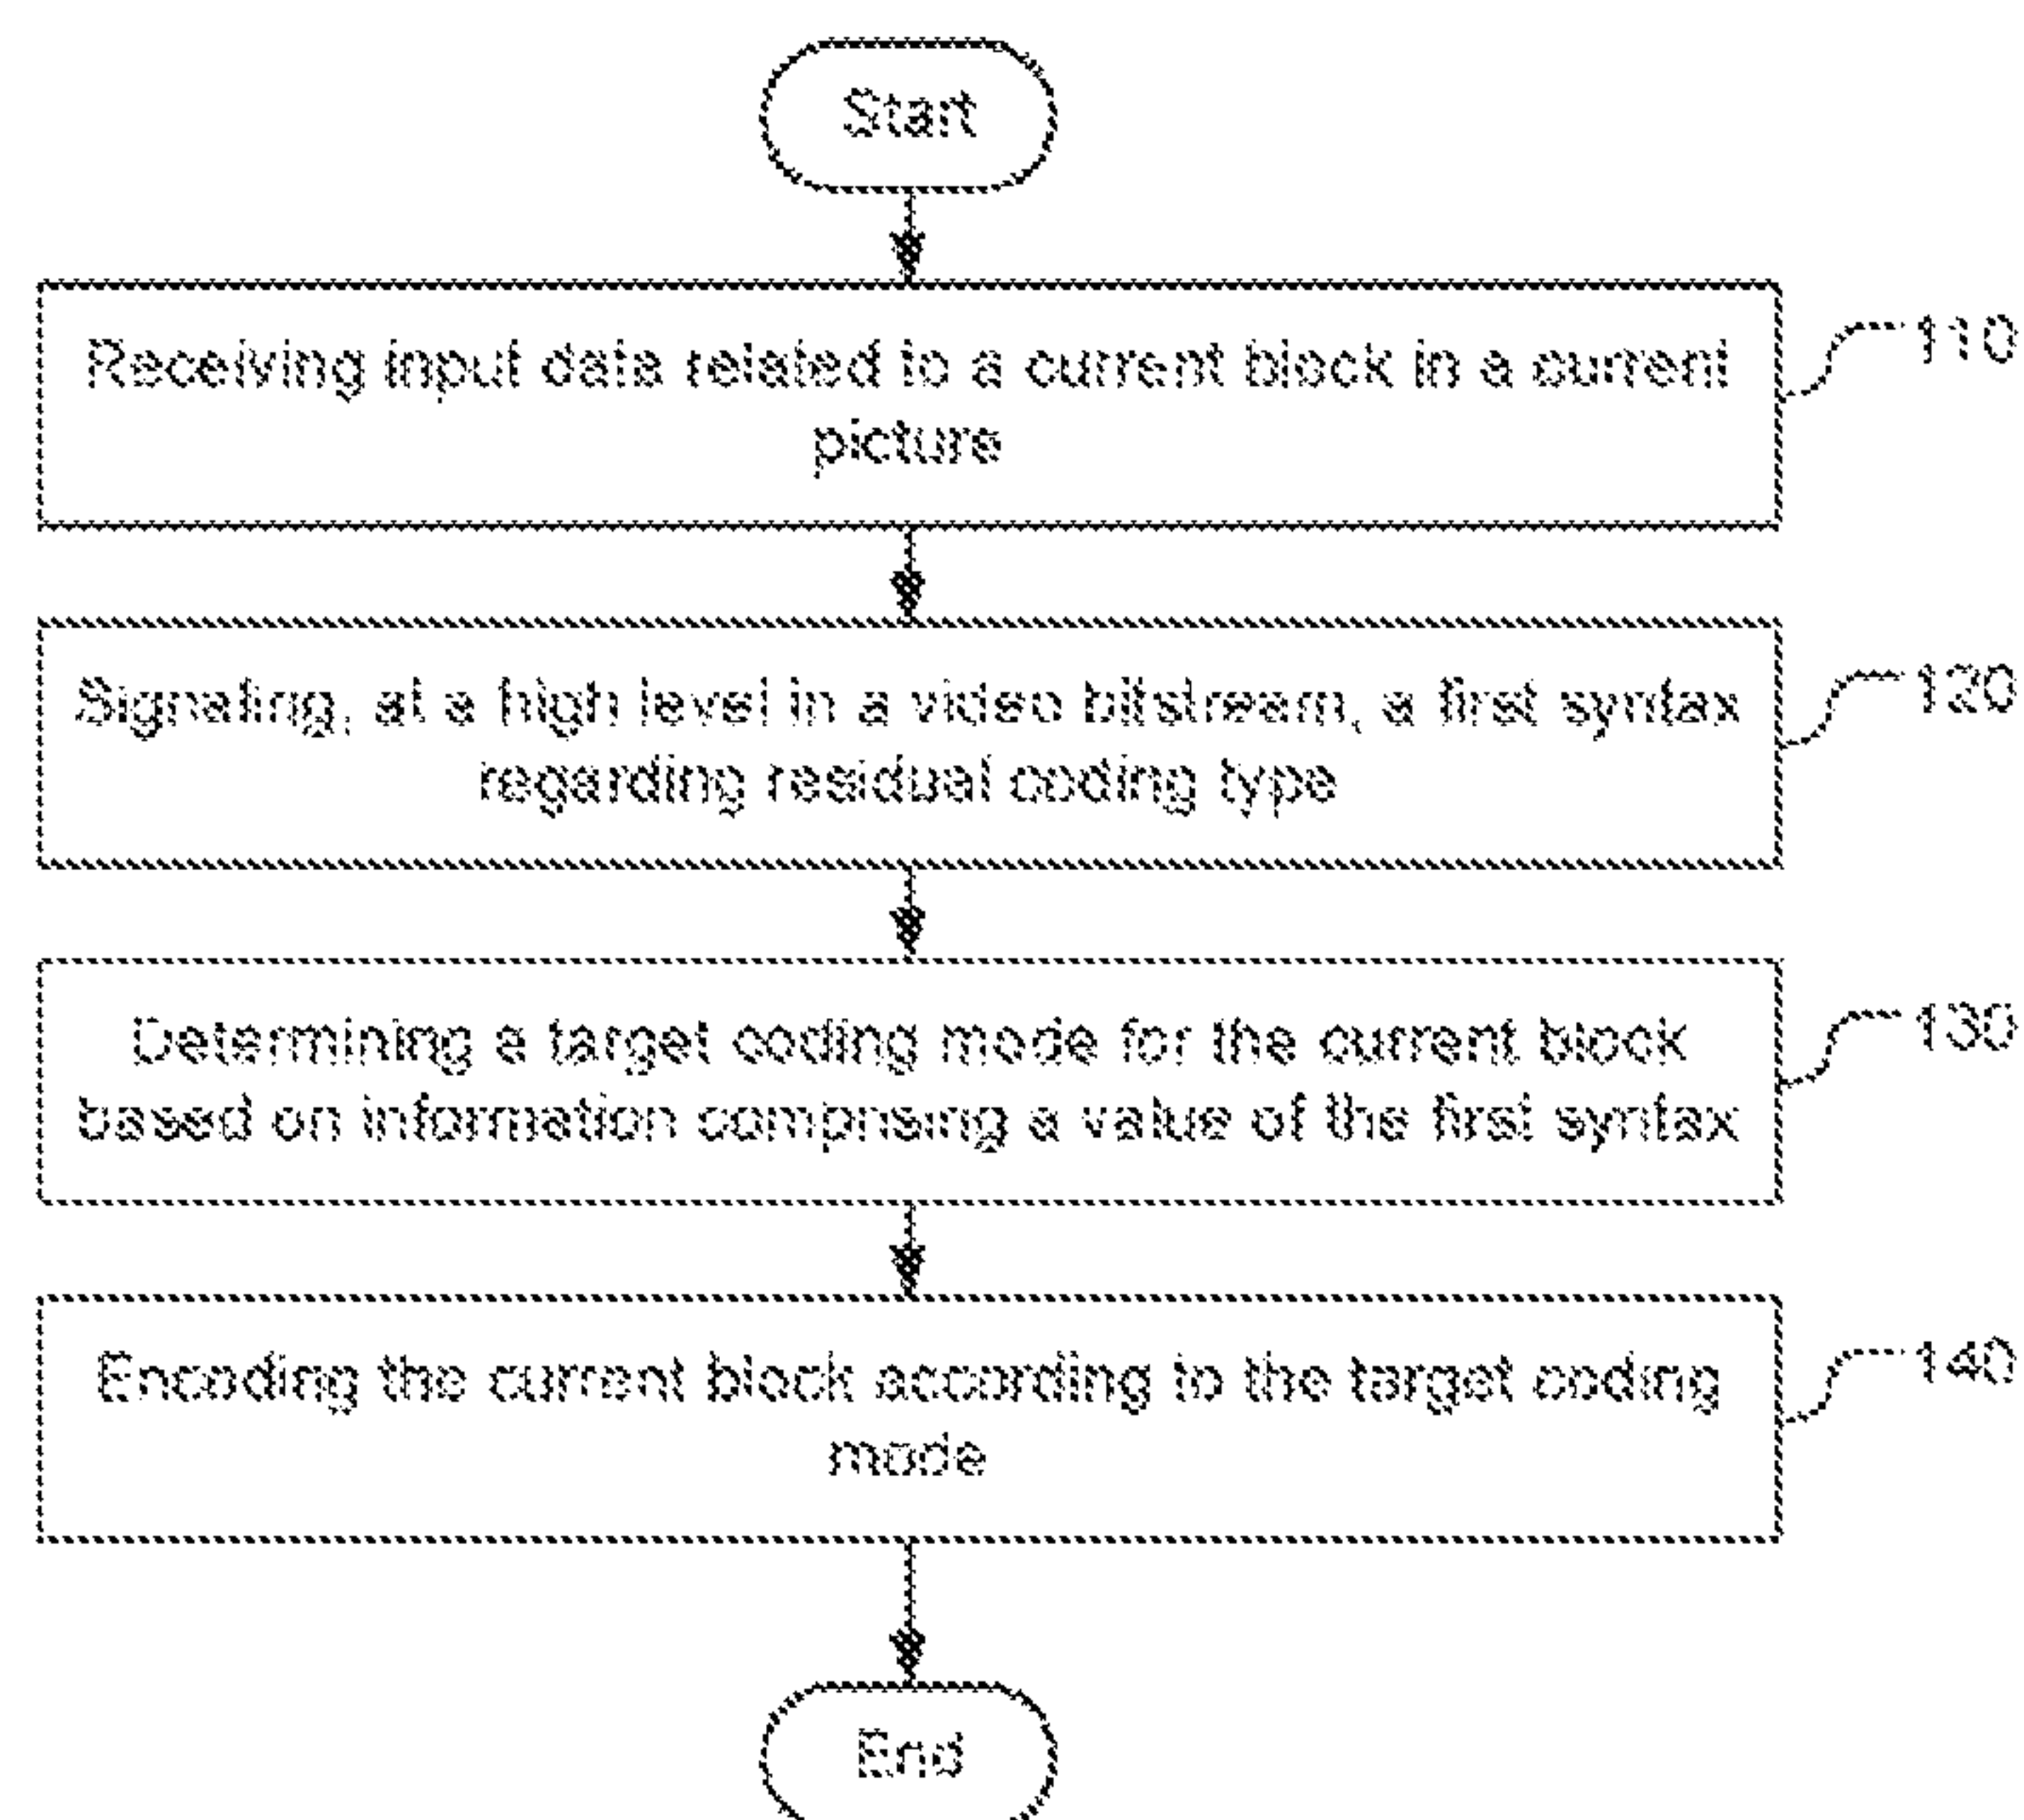 Start
Receiving input data related to a current block in a current
picture
110
Signaling, at a high level in a video bitstream, a first syntax
regarding residual coding type
120
Determining a target coding mode for the current block
based on information comprising a value of the first syntax
130
Encoding the current block according to the target coding
mode
140
End